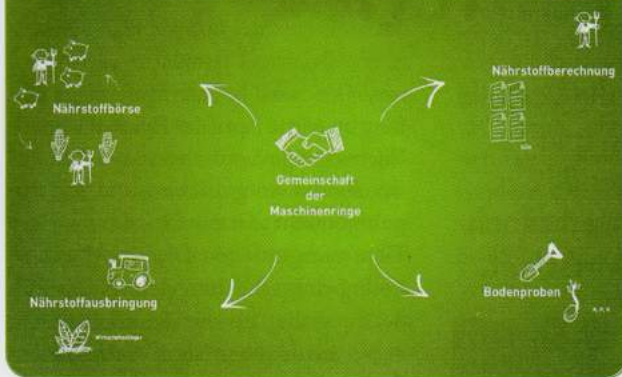 Nährstoffbörse
Nährstoffberechnung
Gemeinschaft
der
Maschinenringe
Nährstoffausbringung
Bodenproben
N, P, K